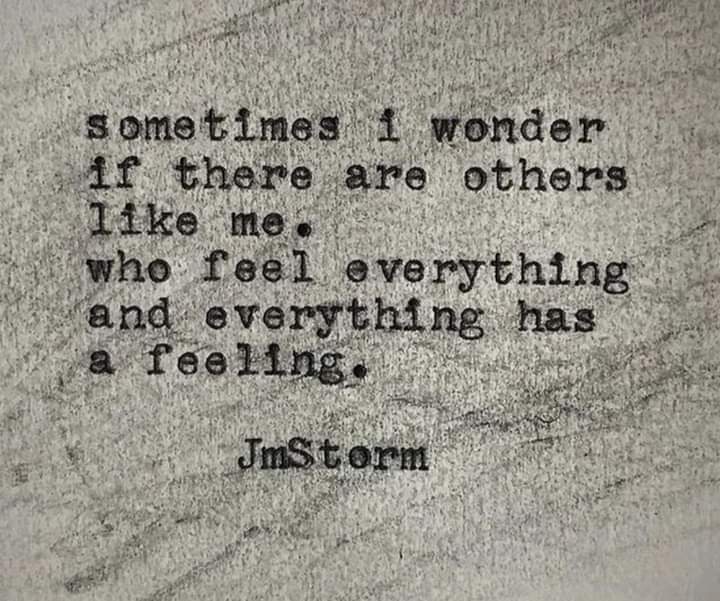 sometimes i wonder
if there are others
like me.
who feel everything
and everything has
a feeling.
JmStorm